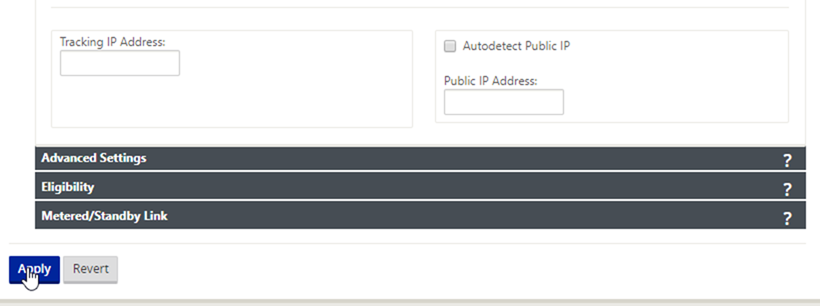 Tracking IP Address:
Autodetect Public IP
Public IP Address:
Advanced Settings ?
Eligibility ?
Metered/Standby Link ?
Apply Revert